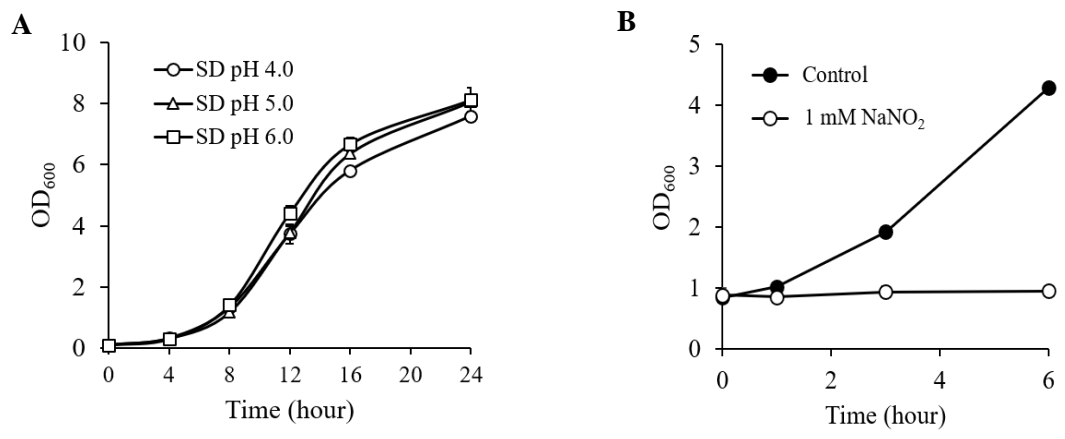 A
10
8
6
4
2
0
OD600
0 4 8 12 16 20 24
Time (hour)
SD pH 4.0
SD pH 5.0
SD pH 6.0
B
5
4
3
2
1
0
OD600
0 2 4 6
Time (hour)
Control
1 mM NaNO2